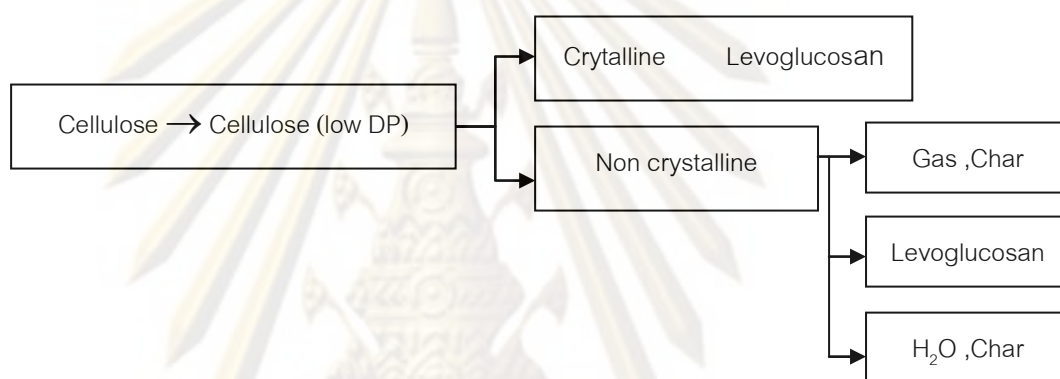 Crytalline Levoglucosan
Cellulose → Cellulose (low DP)
Non crystalline
Gas ,Char
Levoglucosan
H₂O ,Char